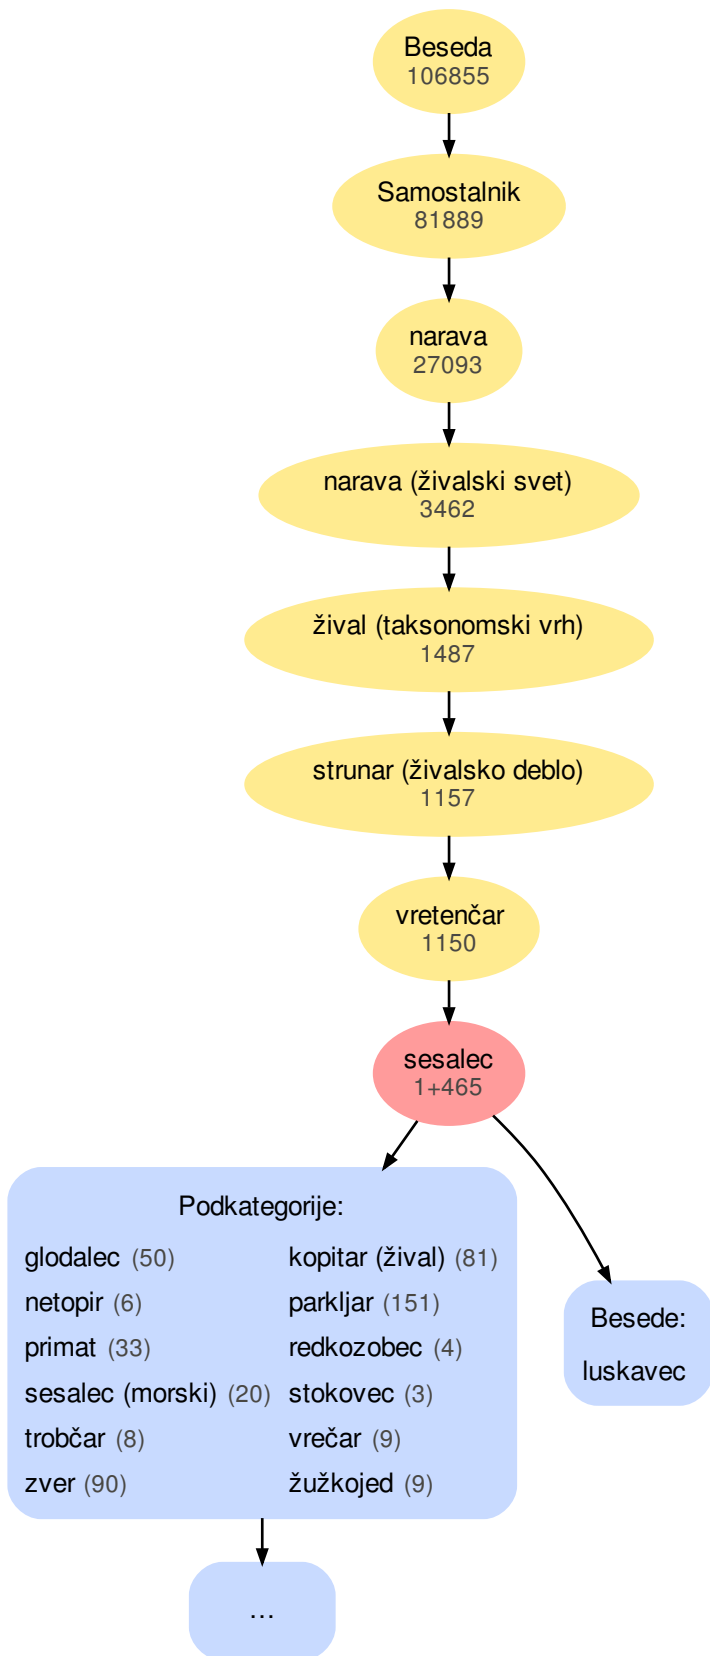 Beseda
106855
Samostalnik
81889
narava
27093
narava (živalski svet)
3462
žival (taksonomski vrh)
1487
strunar (živalsko deblo)
1157
vretenčar
1150
sesalec
1+465
Podkategorije:
glodalec (50) kopitar (žival) (81)
netopir (6) parkljar (151)
primat (33) redkozobec (4)
sesalec (morski) (20) stokovec (3)
trobčar (8) vrečar (9)
zver (90) žužkojed (9)
Besede:
luskavec
...